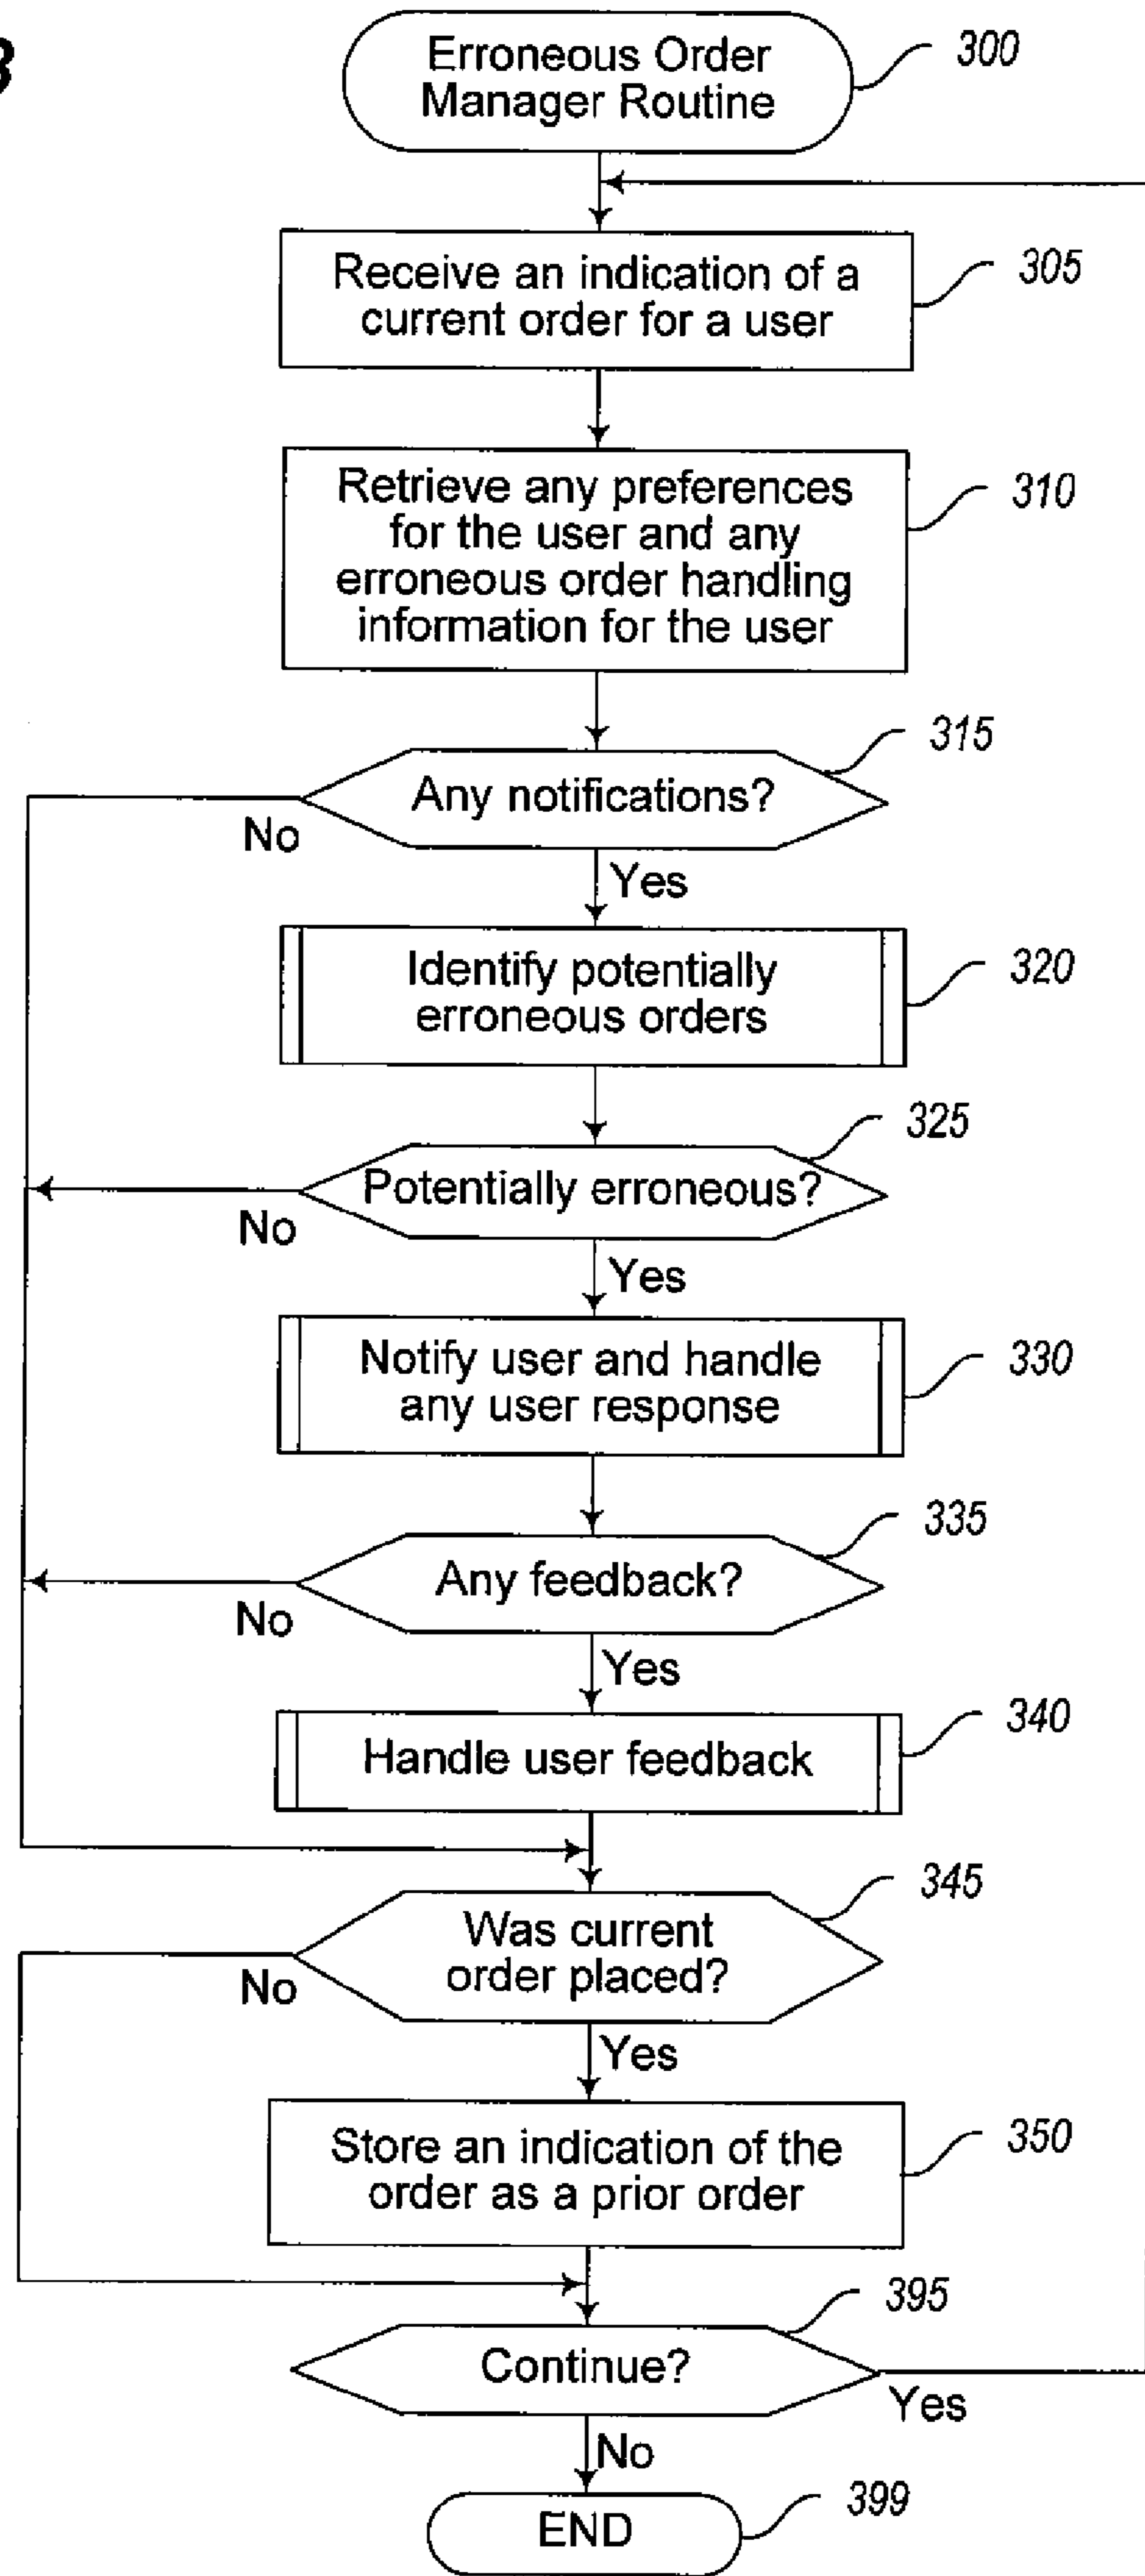 Erroneous Order
Manager Routine
300
Receive an indication of a
current order for a user
305
Retrieve any preferences
for the user and any
erroneous order handling
information for the user
310
Any notifications?
315
No
Yes
Identify potentially
erroneous orders
320
Potentially erroneous?
325
No
Yes
Notify user and handle
any user response
330
Any feedback?
335
No
Yes
Handle user feedback
340
Was current
order placed?
345
No
Yes
Store an indication of the
order as a prior order
350
Continue?
395
Yes
No
END
399